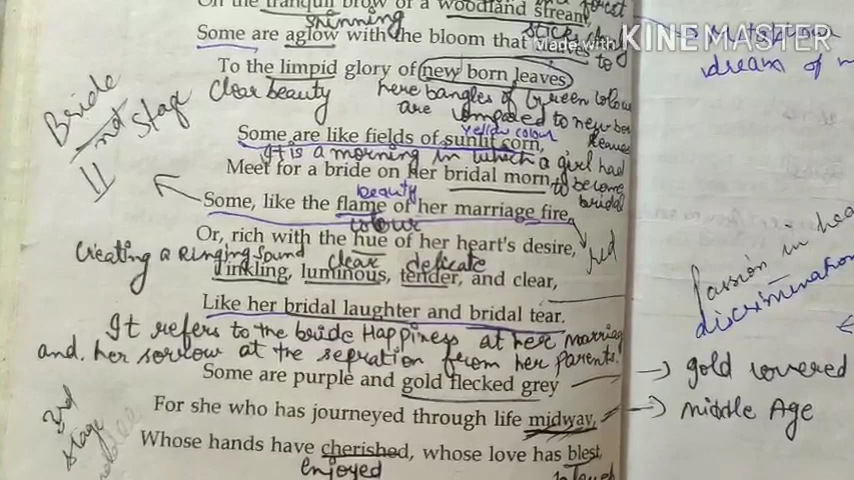 On the tranquil brow of a woodland stream,
shinning
sticks
Some are aglow with the bloom that cleaves to
Made with KINEMASTER
dream of
To the limpid glory of new born leaves
Clear beauty
here bangles of Green colour
are compared to new born leaves
Bride
2nd stage
yellow colour
Some are like fields of sunlit corn,
It is a morning in which a girl had to become bridal
Meet for a bride on her bridal morn,
beauty
Some, like the flame of her marriage fire,
colour
red
Or, rich with the hue of her heart's desire,
Creating a Ringing sound
clear
delicate
Tinkling, luminous, tender, and clear,
passion in
discrimination
Like her bridal laughter and bridal tear.
It refers to the bride Happiness at her marriag
and. her sorrow at the sepration from her parents.
Some are purple and gold flecked grey
→ gold covered
3rd stage
For she who has journeyed through life midway,
→ middle Age
Whose hands have cherished, whose love has blest,
enjoyed